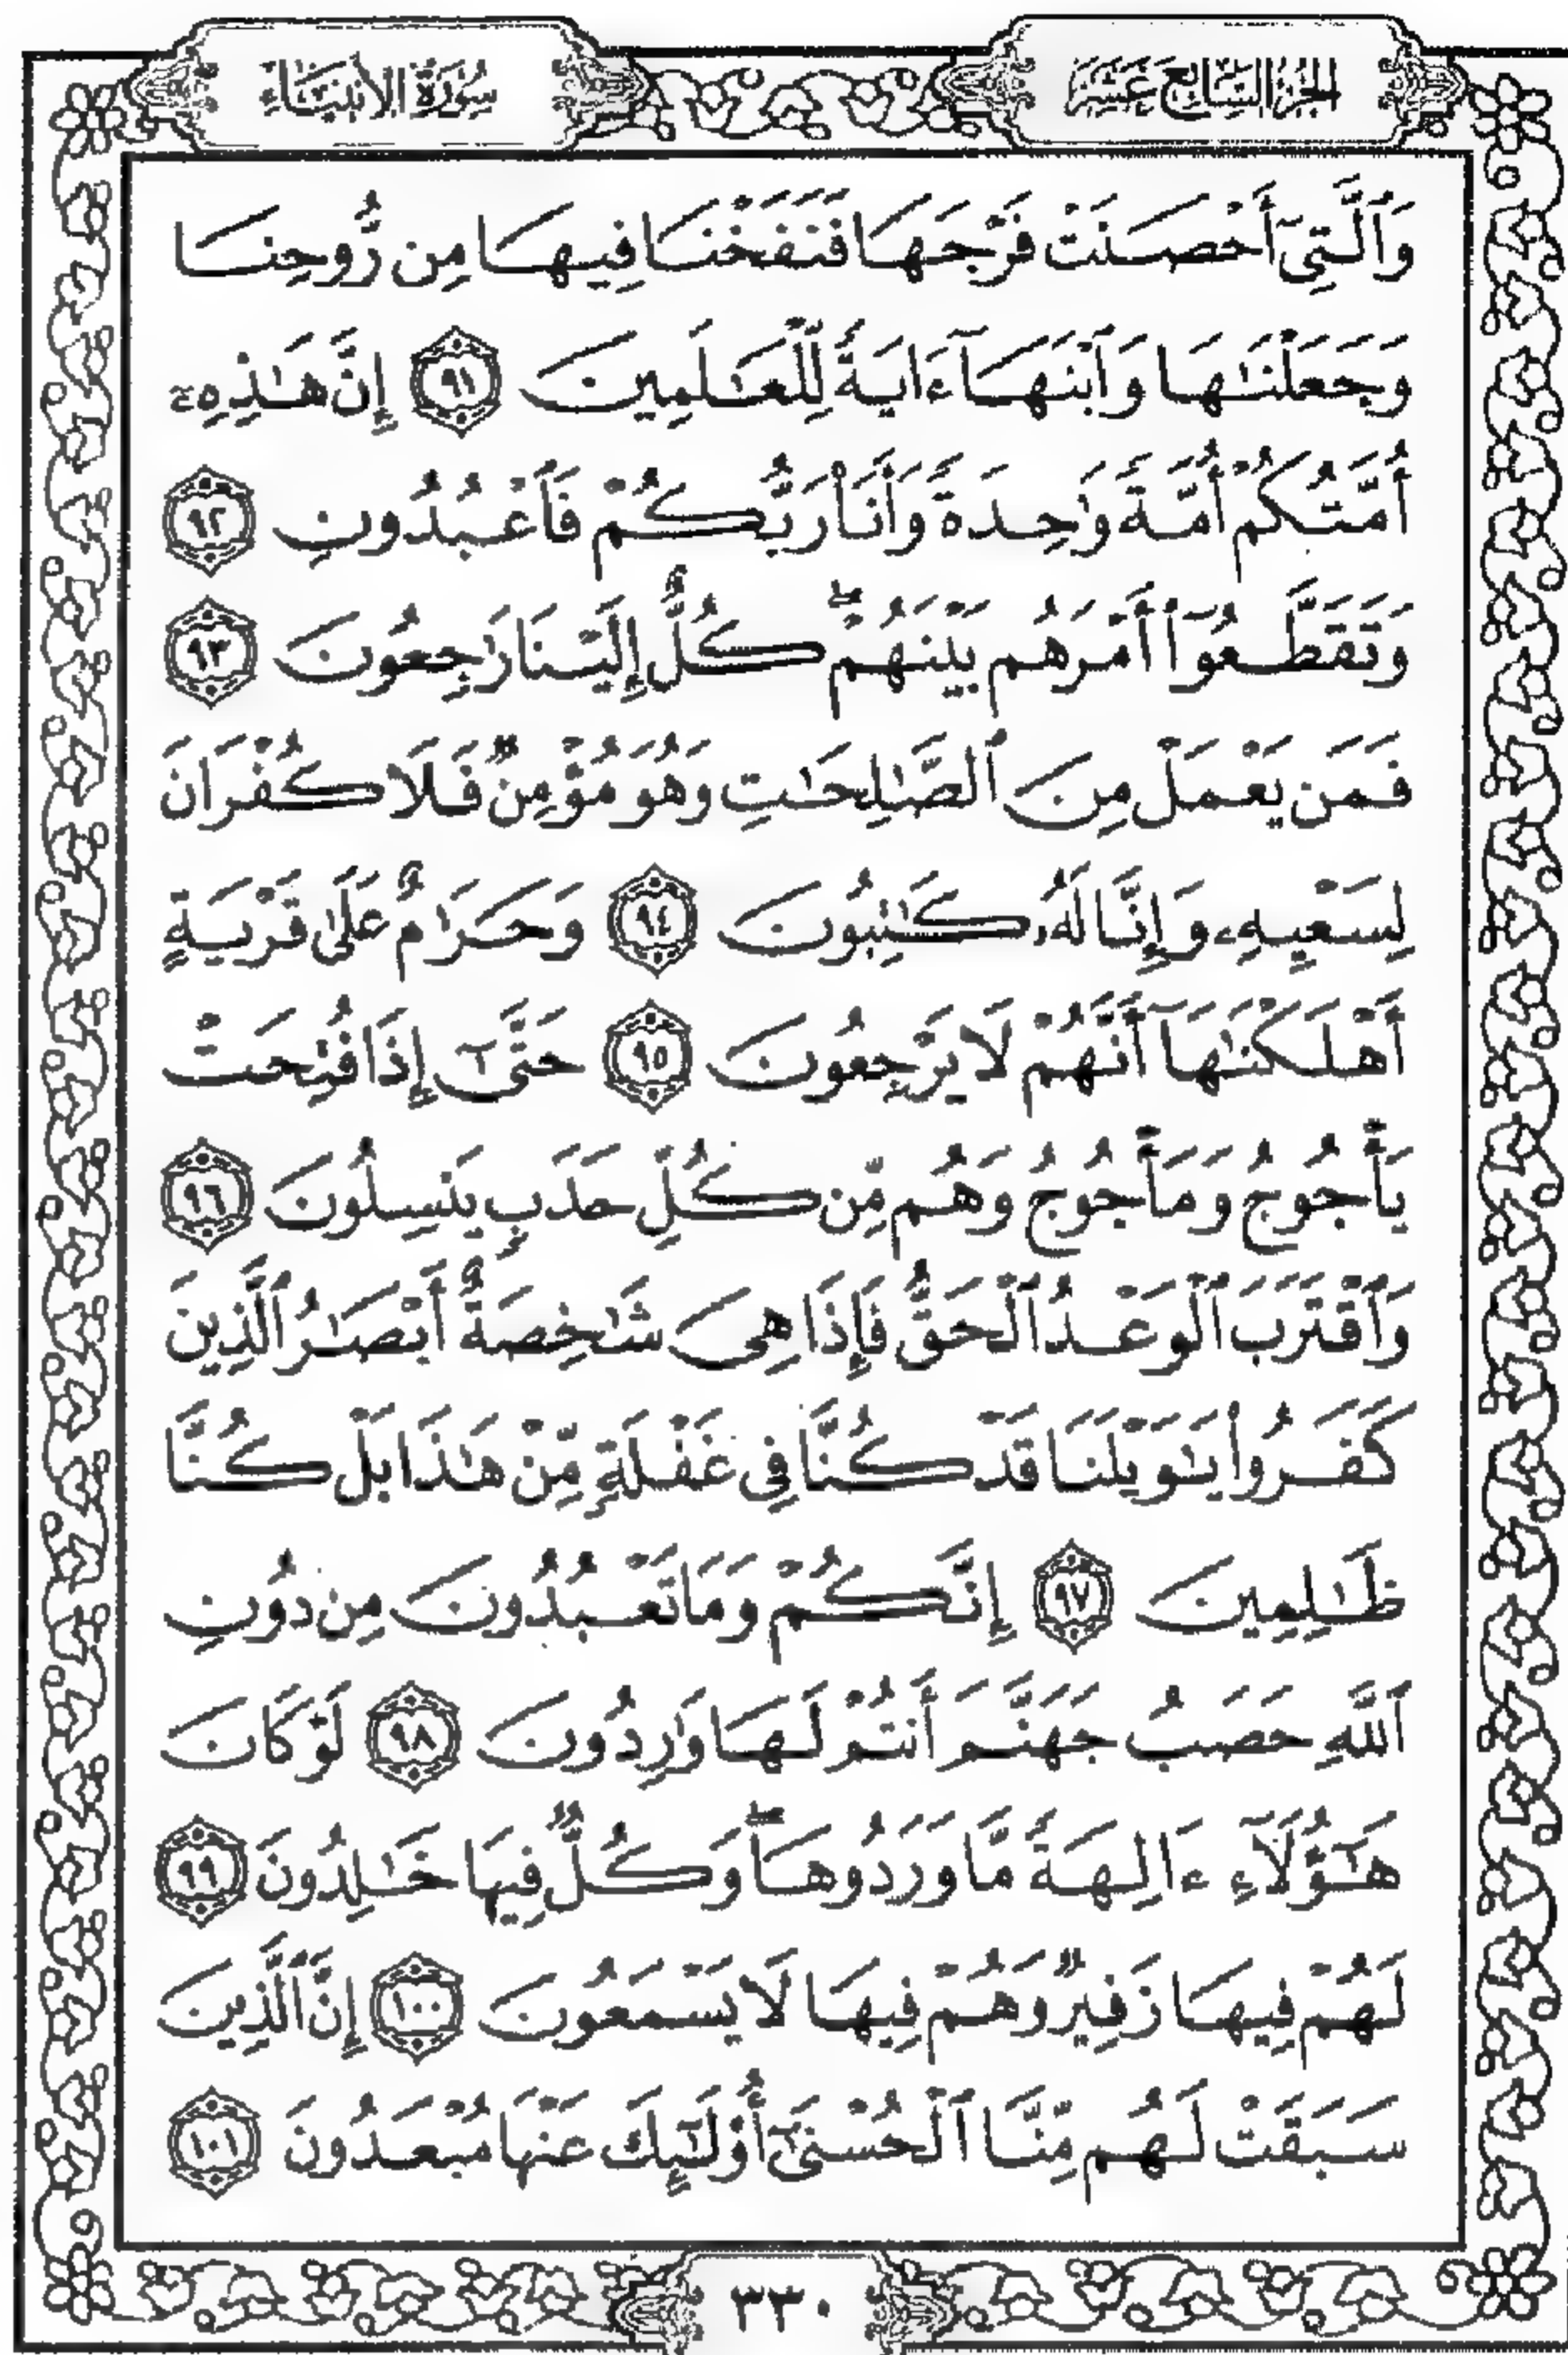 الجزء السابع عشر
سورة الأنبياء
وَٱلَّتِىٓ أَحْصَنَتْ فَرْجَهَا فَنَفَخْنَا فِيهَا مِن رُّوحِنَا
وَجَعَلْنَٰهَا وَٱبْنَهَآ ءَايَةً لِّلْعَٰلَمِينَ ٩١ إِنَّ هَٰذِهِۦٓ
أُمَّتُكُمْ أُمَّةً وَٰحِدَةً وَأَنَا۠ رَبُّكُمْ فَٱعْبُدُونِ ٩٢
وَتَقَطَّعُوٓا۟ أَمْرَهُم بَيْنَهُمْ ۖ كُلٌّ إِلَيْنَا رَٰجِعُونَ ٩٣
فَمَن يَعْمَلْ مِنَ ٱلصَّٰلِحَٰتِ وَهُوَ مُؤْمِنٌ فَلَا كُفْرَانَ
لِسَعْيِهِۦ وَإِنَّا لَهُۥ كَٰتِبُونَ ٩٤ وَحَرَٰمٌ عَلَىٰ قَرْيَةٍ
أَهْلَكْنَٰهَآ أَنَّهُمْ لَا يَرْجِعُونَ ٩٥ حَتَّىٰٓ إِذَا فُتِحَتْ
يَأْجُوجُ وَمَأْجُوجُ وَهُم مِّن كُلِّ حَدَبٍ يَنسِلُونَ ٩٦
وَٱقْتَرَبَ ٱلْوَعْدُ ٱلْحَقُّ فَإِذَا هِىَ شَٰخِصَةٌ أَبْصَٰرُ ٱلَّذِينَ
كَفَرُوا۟ يَٰوَيْلَنَا قَدْ كُنَّا فِى غَفْلَةٍ مِّنْ هَٰذَا بَلْ كُنَّا
ظَٰلِمِينَ ٩٧ إِنَّكُمْ وَمَا تَعْبُدُونَ مِن دُونِ
ٱللَّهِ حَصَبُ جَهَنَّمَ أَنتُمْ لَهَا وَٰرِدُونَ ٩٨ لَوْ كَانَ
هَٰٓؤُلَآءِ ءَالِهَةً مَّا وَرَدُوهَا ۖ وَكُلٌّ فِيهَا خَٰلِدُونَ ٩٩
لَهُمْ فِيهَا زَفِيرٌ وَهُمْ فِيهَا لَا يَسْمَعُونَ ١٠٠ إِنَّ ٱلَّذِينَ
سَبَقَتْ لَهُم مِّنَّا ٱلْحُسْنَىٰٓ أُو۟لَٰٓئِكَ عَنْهَا مُبْعَدُونَ ١٠١
٣٣٠